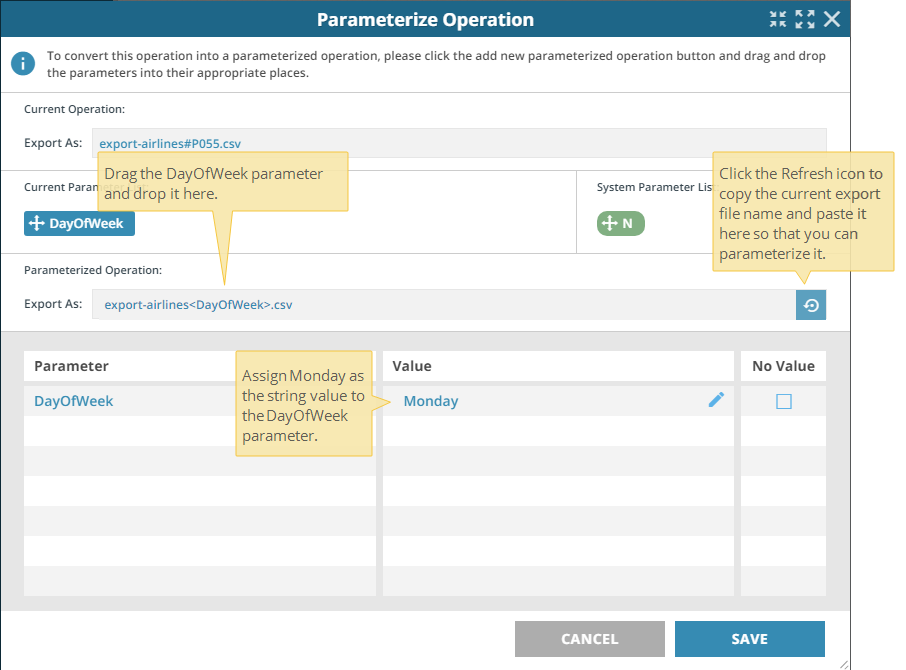 Parameterize Operation
To convert this operation into a parameterized operation, please click the add new parameterized operation button and drag and drop
the parameters into their appropriate places.
Current Operation:
Export As:
export-airlines#P055.csv
Drag the DayOfWeek parameter
and drop it here.
Click the Refresh icon to
copy the current export
file name and paste it
here so that you can
parameterize it.
Current Parame
System Parameter List
DayOfWeek
N
Parameterized Operation:
Export As:
export-airlines<DayOfWeek>.csv
Parameter
Value
No Value
Assign Monday as
the string value to
the DayOfWeek
parameter.
DayOfWeek
Monday
CANCEL
SAVE